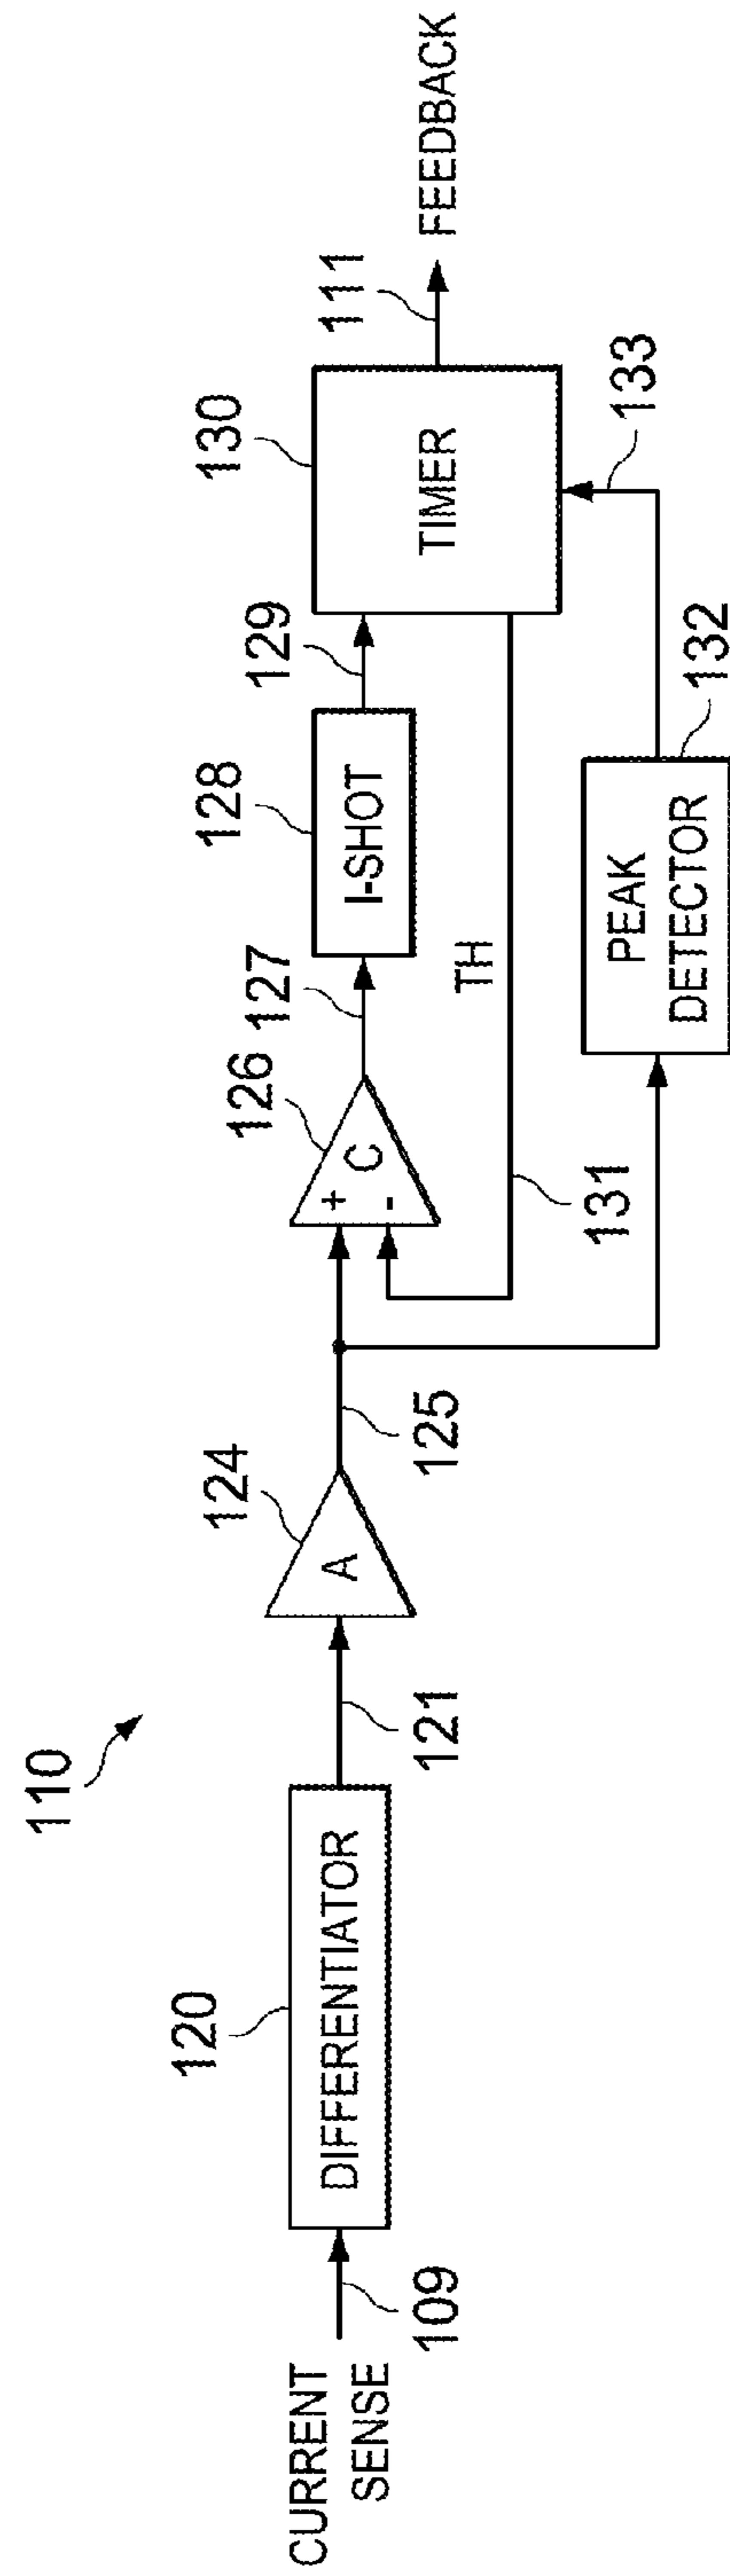 110
CURRENT
SENSE
109
120
DIFFERENTIATOR
121
124
A
125
126
+
-
C
127
128
I-SHOT
129
130
TIMER
111
FEEDBACK
TH
131
PEAK
DETECTOR
132
133